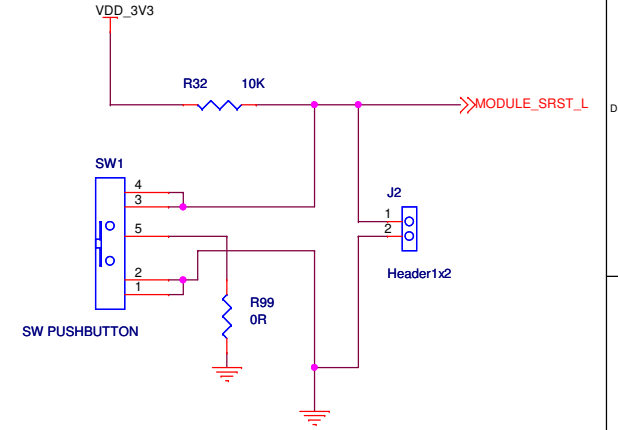 VDD_3V3
R32 10K
MODULE_SRST_L
D
SW1
4
3
5
2
1
J2
1
2
Header1x2
R99
0R
SW PUSHBUTTON